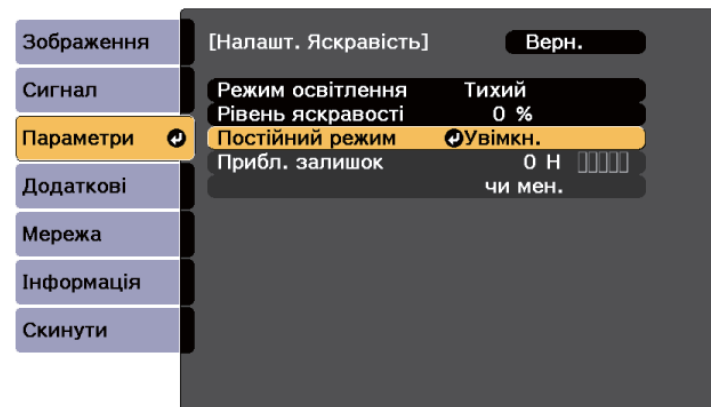 Зображення
Сигнал
Параметри
Додаткові
Мережа
Інформація
Скинути
[Налашт. Яскравість] Верн.
Режим освітлення Тихий
Рівень яскравості 0 %
Постійний режим Увімкн.
Прибл. залишок 0 H
чи мен.